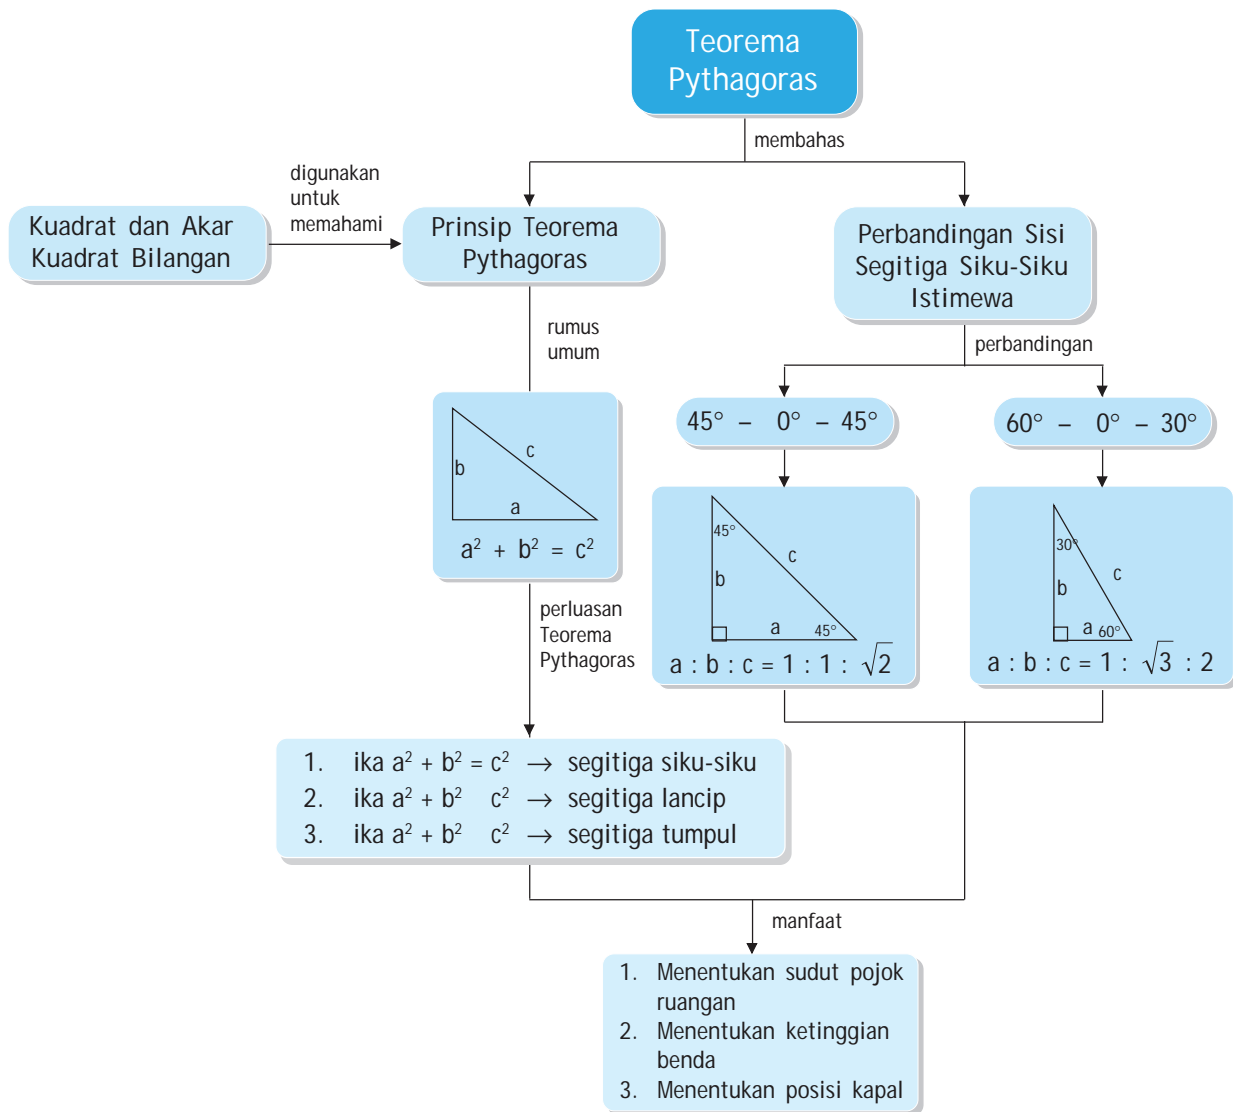 Teorema
Pythagoras
membahas
digunakan
untuk
memahami
Kuadrat dan Akar
Kuadrat Bilangan
Prinsip Teorema
Pythagoras
Perbandingan Sisi
Segitiga Siku-Siku
Istimewa
rumus
umum
perbandingan
45° – 0° – 45°
60° – 0° – 30°
b
c
a
a² + b² = c²
45°
c
b
a
45°
a : b : c = 1 : 1 : √2
30°
c
b
a
60°
a : b : c = 1 : √3 : 2
perluasan
Teorema
Pythagoras
1. ika a² + b² = c² → segitiga siku-siku
2. ika a² + b² c² → segitiga lancip
3. ika a² + b² c² → segitiga tumpul
manfaat
1. Menentukan sudut pojok
ruangan
2. Menentukan ketinggian
benda
3. Menentukan posisi kapal